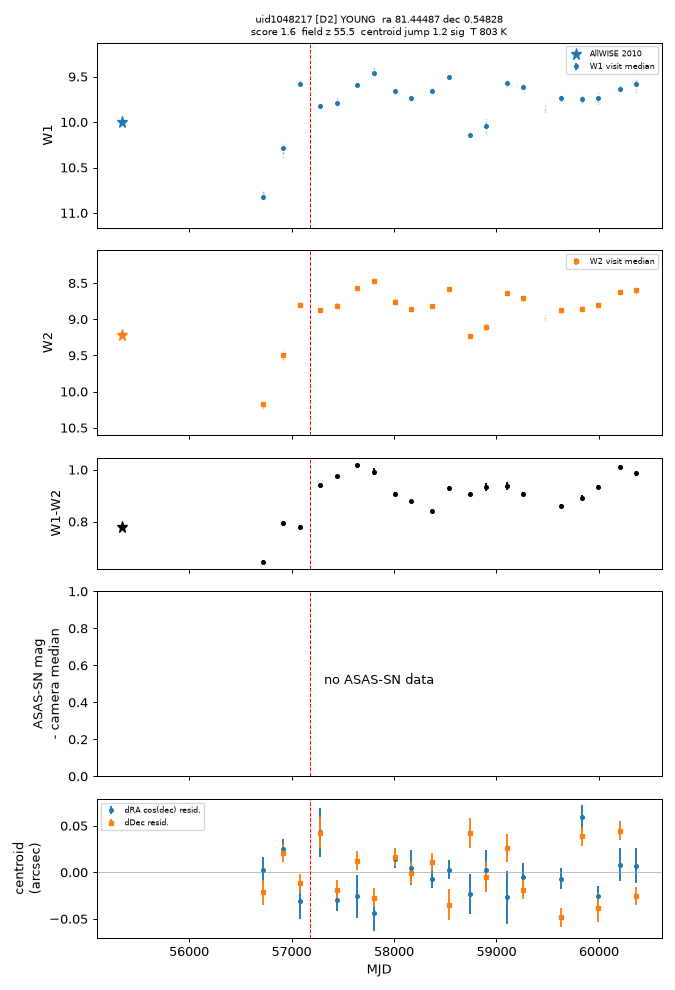 uid1048217 [D2] YOUNG  ra 81.44487 dec 0.54828
score 1.6  field z 55.5  centroid jump 1.2 sig  T 803 K
AllWISE 2010
W1 visit median
9.5
10.0
10.5
11.0
W1
W2 visit median
8.5
9.0
9.5
10.0
10.5
W2
1.0
0.8
W1-W2
1.0
0.8
0.6
0.4
0.2
0.0
ASAS-SN mag
- camera median
no ASAS-SN data
dRA cos(dec) resid.
dDec resid.
0.05
0.00
−0.05
centroid
(arcsec)
56000
57000
58000
59000
60000
MJD